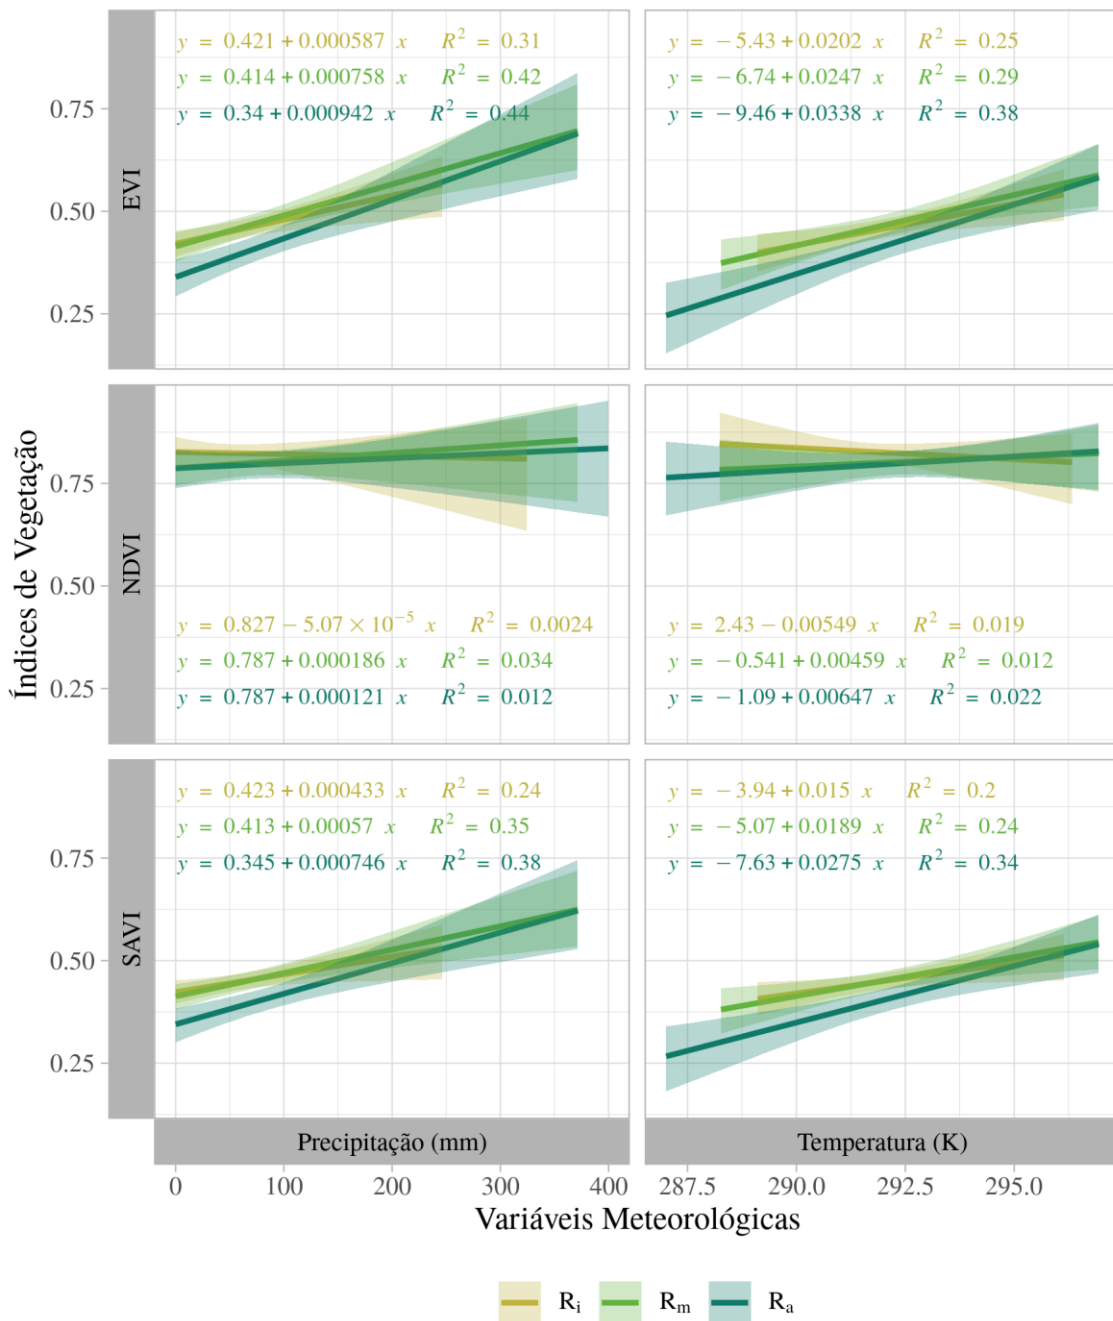 y = 0.421 + 0.000587 x R² = 0.31
y = 0.414 + 0.000758 x R² = 0.42
y = 0.34 + 0.000942 x R² = 0.44
y = −5.43 + 0.0202 x R² = 0.25
y = −6.74 + 0.0247 x R² = 0.29
y = −9.46 + 0.0338 x R² = 0.38
0.75
0.50
0.25
EVI
Índices de Vegetação
0.75
0.50
0.25
NDVI
y = 0.827 − 5.07 × 10⁻⁵ x R² = 0.0024
y = 0.787 + 0.000186 x R² = 0.034
y = 0.787 + 0.000121 x R² = 0.012
y = 2.43 − 0.00549 x R² = 0.019
y = −0.541 + 0.00459 x R² = 0.012
y = −1.09 + 0.00647 x R² = 0.022
y = 0.423 + 0.000433 x R² = 0.24
y = 0.413 + 0.00057 x R² = 0.35
y = 0.345 + 0.000746 x R² = 0.38
y = −3.94 + 0.015 x R² = 0.2
y = −5.07 + 0.0189 x R² = 0.24
y = −7.63 + 0.0275 x R² = 0.34
0.75
0.50
0.25
SAVI
Precipitação (mm) Temperatura (K)
0 100 200 300 400 287.5 290.0 292.5 295.0
Variáveis Meteorológicas
Rᵢ Rₘ Rₐ